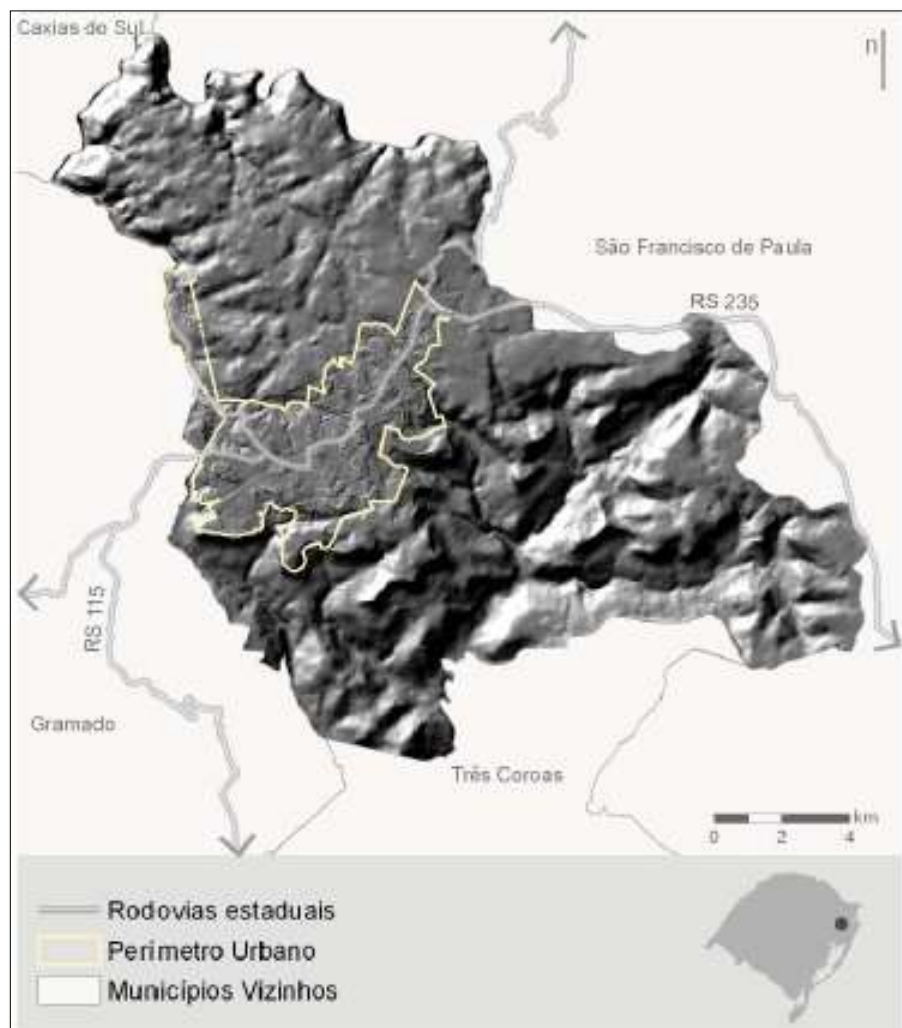 Caxias do Sul
n
São Francisco de Paula
RS 235
RS 115
Gramado
Três Coroas
km
0 2 4
Rodovias estaduais
Perímetro Urbano
Municípios Vizinhos